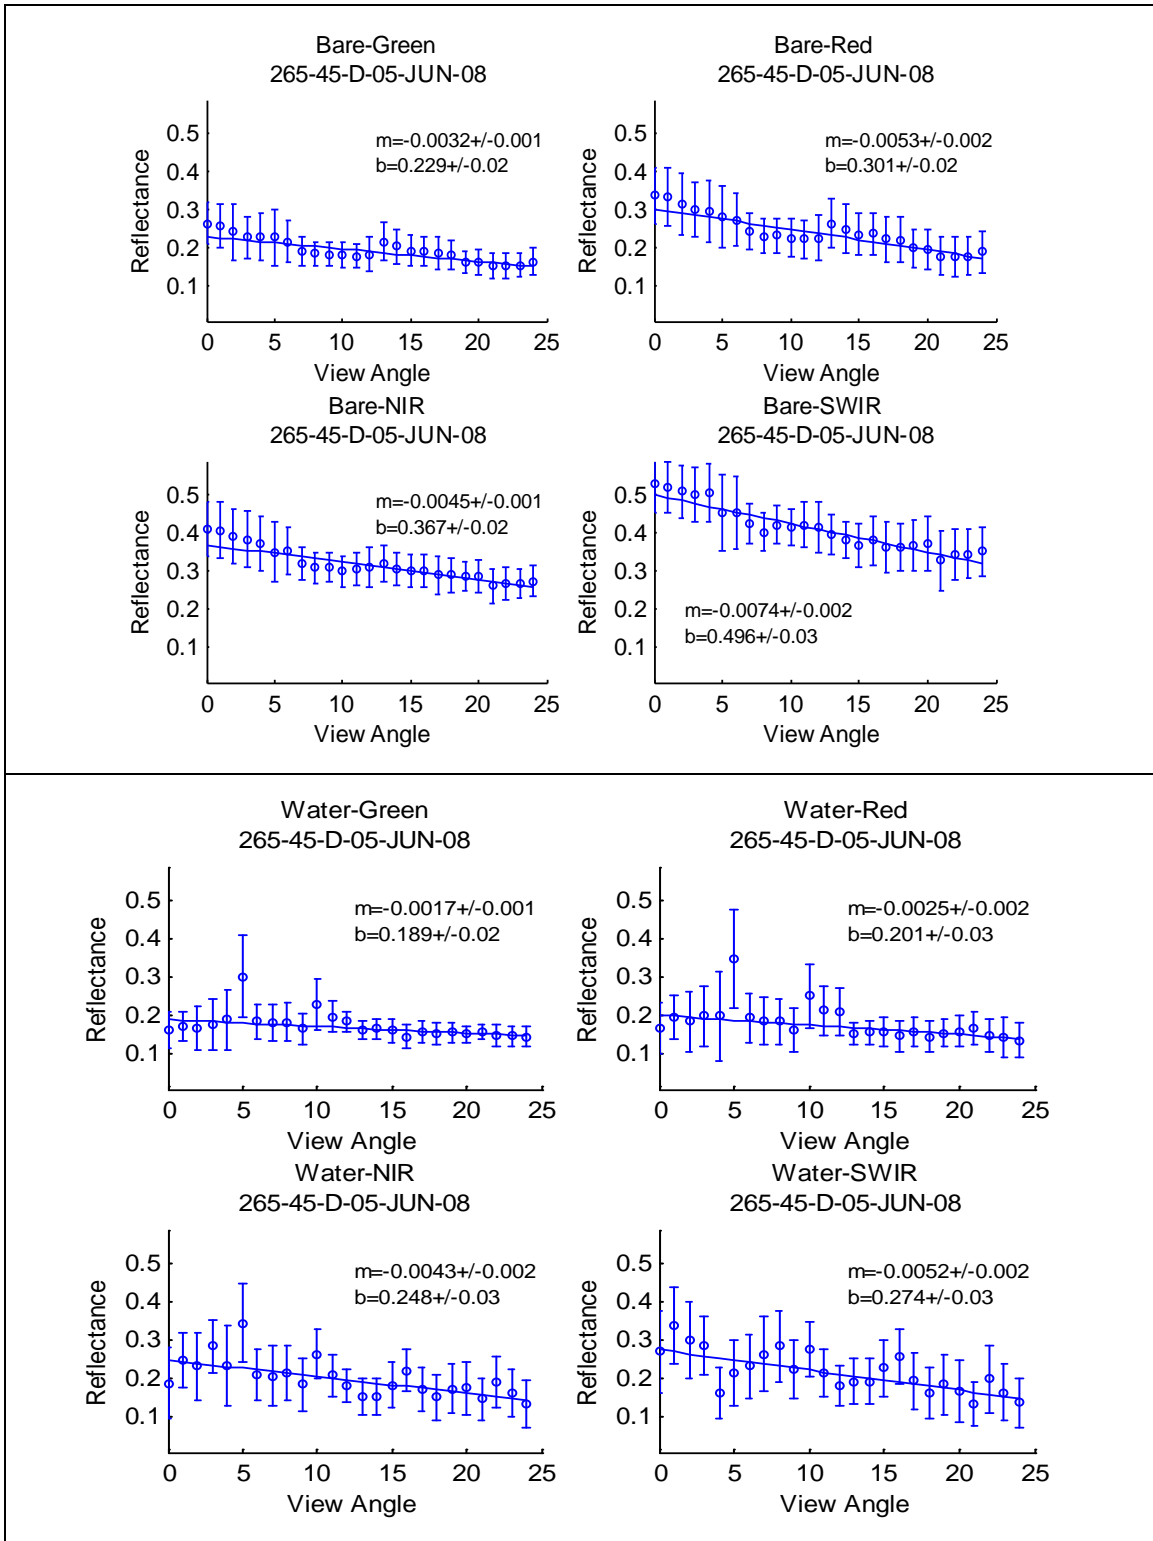 Bare-Green
265-45-D-05-JUN-08
m=-0.0032+/-0.001
b=0.229+/-0.02
Reflectance
0.5
0.4
0.3
0.2
0.1
0 5 10 15 20 25
View Angle
Bare-Red
265-45-D-05-JUN-08
m=-0.0053+/-0.002
b=0.301+/-0.02
Reflectance
0.5
0.4
0.3
0.2
0.1
0 5 10 15 20 25
View Angle
Bare-NIR
265-45-D-05-JUN-08
m=-0.0045+/-0.001
b=0.367+/-0.02
Reflectance
0.5
0.4
0.3
0.2
0.1
0 5 10 15 20 25
View Angle
Bare-SWIR
265-45-D-05-JUN-08
Reflectance
0.5
0.4
0.3
0.2
0.1
m=-0.0074+/-0.002
b=0.496+/-0.03
0 5 10 15 20 25
View Angle
Water-Green
265-45-D-05-JUN-08
m=-0.0017+/-0.001
b=0.189+/-0.02
Reflectance
0.5
0.4
0.3
0.2
0.1
0 5 10 15 20 25
View Angle
Water-Red
265-45-D-05-JUN-08
m=-0.0025+/-0.002
b=0.201+/-0.03
Reflectance
0.5
0.4
0.3
0.2
0.1
0 5 10 15 20 25
View Angle
Water-NIR
265-45-D-05-JUN-08
m=-0.0043+/-0.002
b=0.248+/-0.03
Reflectance
0.5
0.4
0.3
0.2
0.1
0 5 10 15 20 25
View Angle
Water-SWIR
265-45-D-05-JUN-08
m=-0.0052+/-0.002
b=0.274+/-0.03
Reflectance
0.5
0.4
0.3
0.2
0.1
0 5 10 15 20 25
View Angle